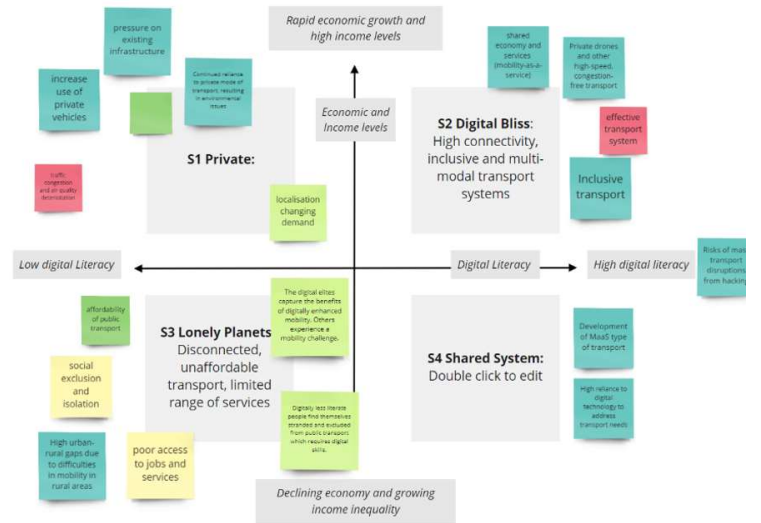 Rapid economic growth and
high income levels
pressure on
existing
infrastructure
increase
use of
private
vehicles
Continued reliance
to private mode of
transport resulting
in environmental
issues
traffic
congestion
and air quality
deterioration
S1 Private:
localisation
changing
demand
Economic and
Income levels
shared
economy and
services
(mobility-as-a-
service)
Private drones
and other
high-speed,
congestion-
free transport
effective
transport
system
Inclusive
transport
S2 Digital Bliss:
High connectivity,
inclusive and multi-
modal transport
systems
Low digital Literacy
Digital Literacy
High digital literacy
Risks of mas
transport
disruptions
from hacking
affordability
of public
transport
social
exclusion
and
isolation
High urban-
rural gaps due
to difficulties
in mobility in
rural areas
poor access
to jobs and
services
S3 Lonely Planets
Disconnected,
unaffordable
transport, limited
range of services
The digital elites
capture the benefits
of digitally enhanced
mobility. Others
experience a
mobility challenge.
Digitally less literate
people find themselves
stranded and excluded
from public transport
which requires digital
skills.
S4 Shared System:
Double click to edit
Development
of MaaS type
of transport
High reliance to
digital
technology to
address
transport needs
Declining economy and growing
income inequality